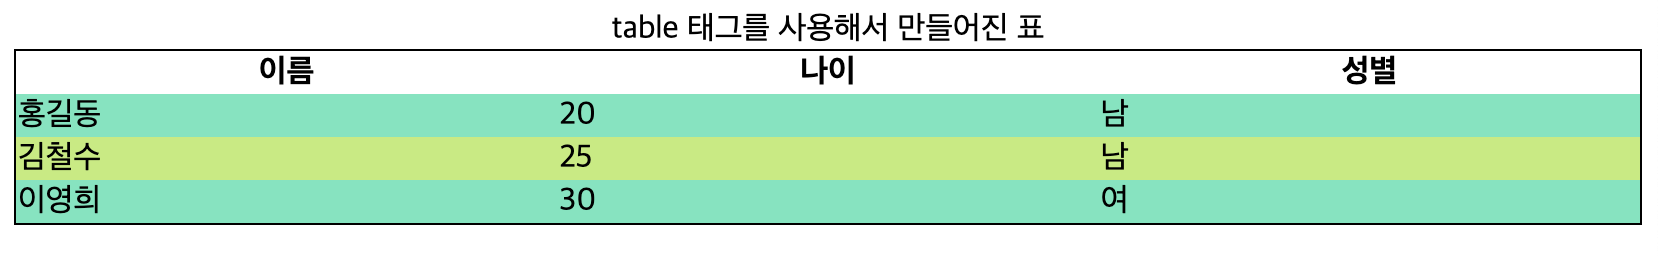 table 태그를 사용해서 만들어진 표
이름 나이 성별
홍길동 20 남
김철수 25 남
이영희 30 여